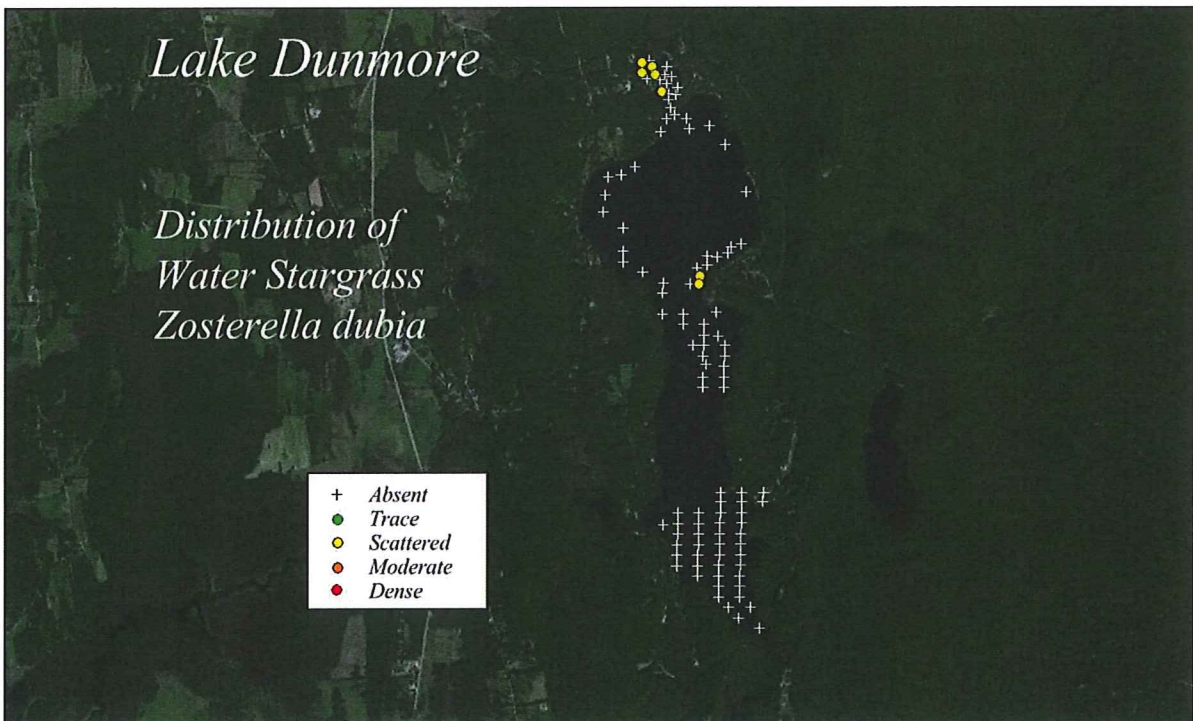 Lake Dunmore
Distribution of
Water Stargrass
Zosterella dubia
Absent
Trace
Scattered
Moderate
Dense